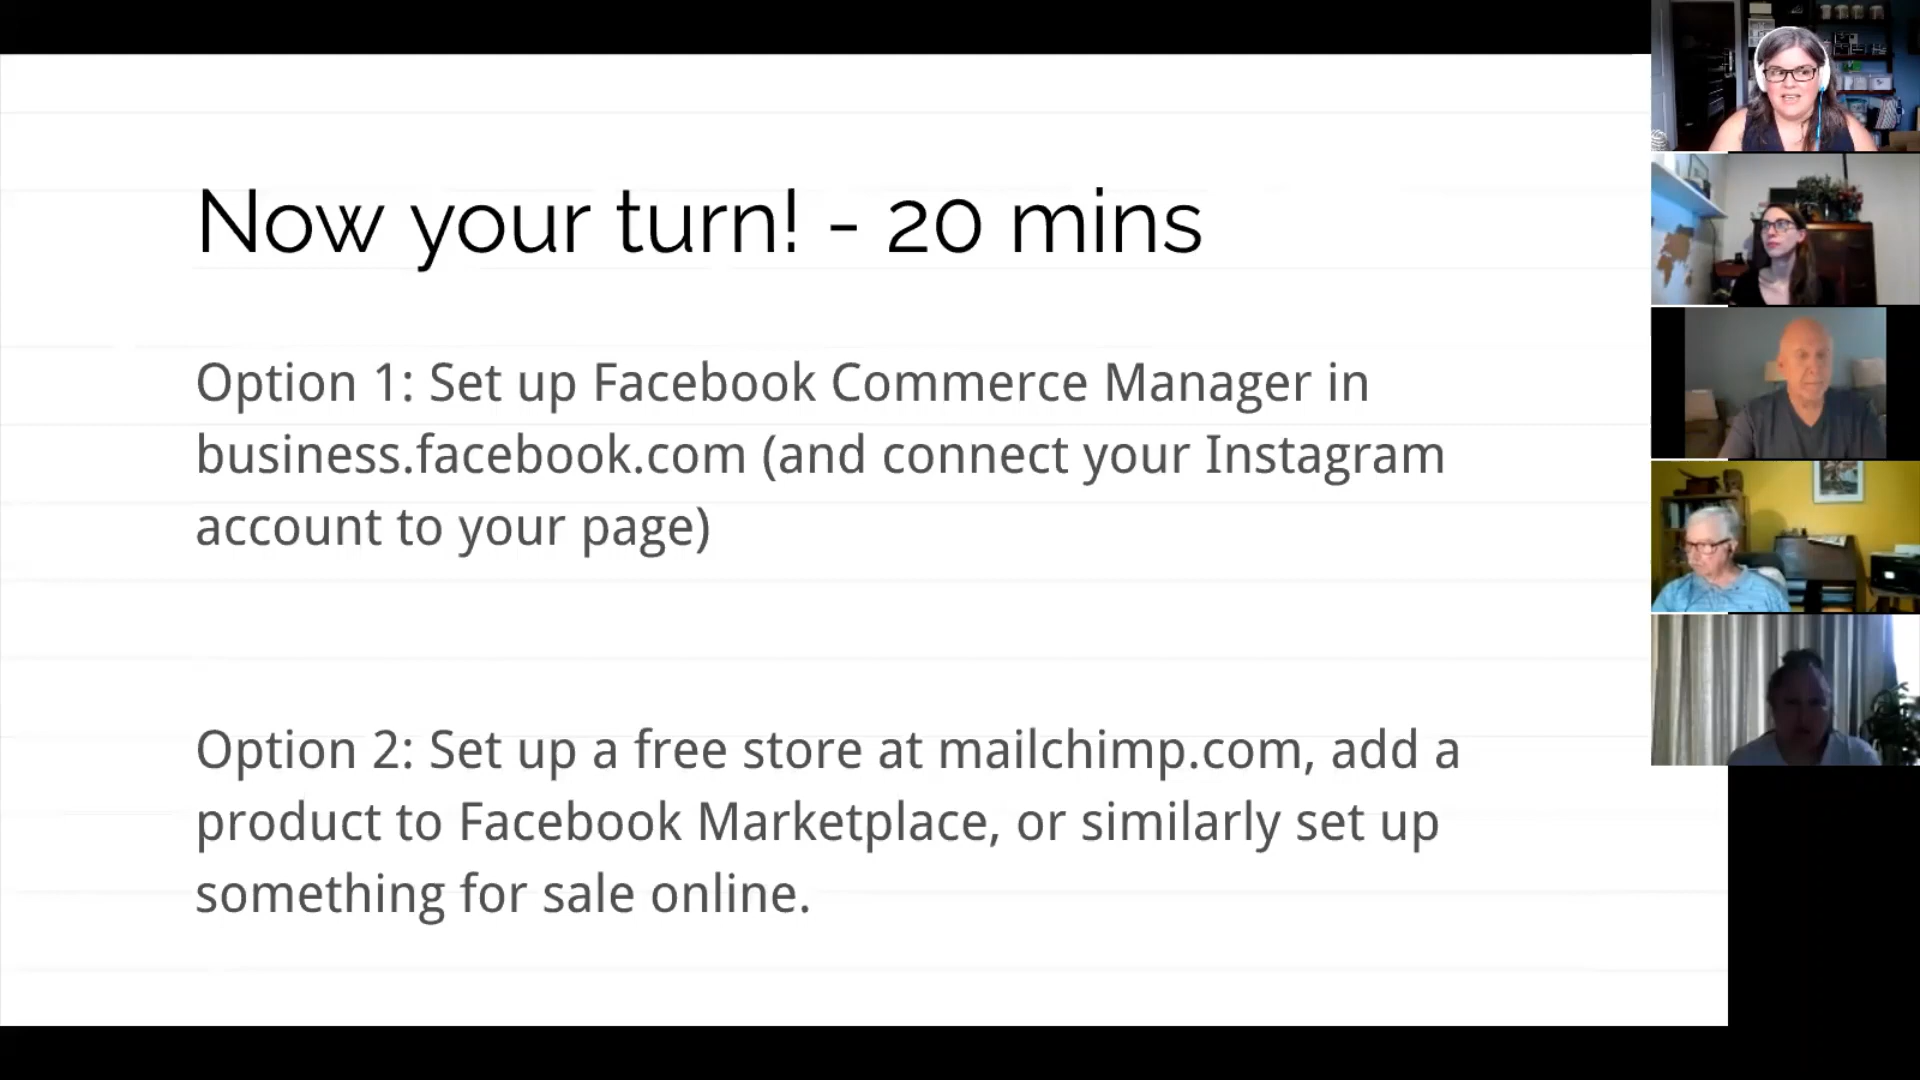 Now your turn! - 20 mins
Option 1: Set up Facebook Commerce Manager in
business.facebook.com (and connect your Instagram
account to your page)
Option 2: Set up a free store at mailchimp.com, add a
product to Facebook Marketplace, or similarly set up
something for sale online.